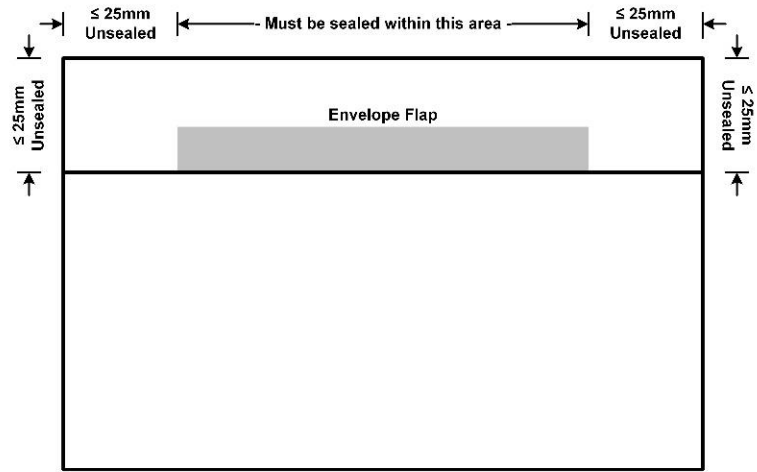 ≤ 25mm
Unsealed
Must be sealed within this area
≤ 25mm
Unsealed
≤ 25mm
Unsealed
Envelope Flap
≤ 25mm
Unsealed